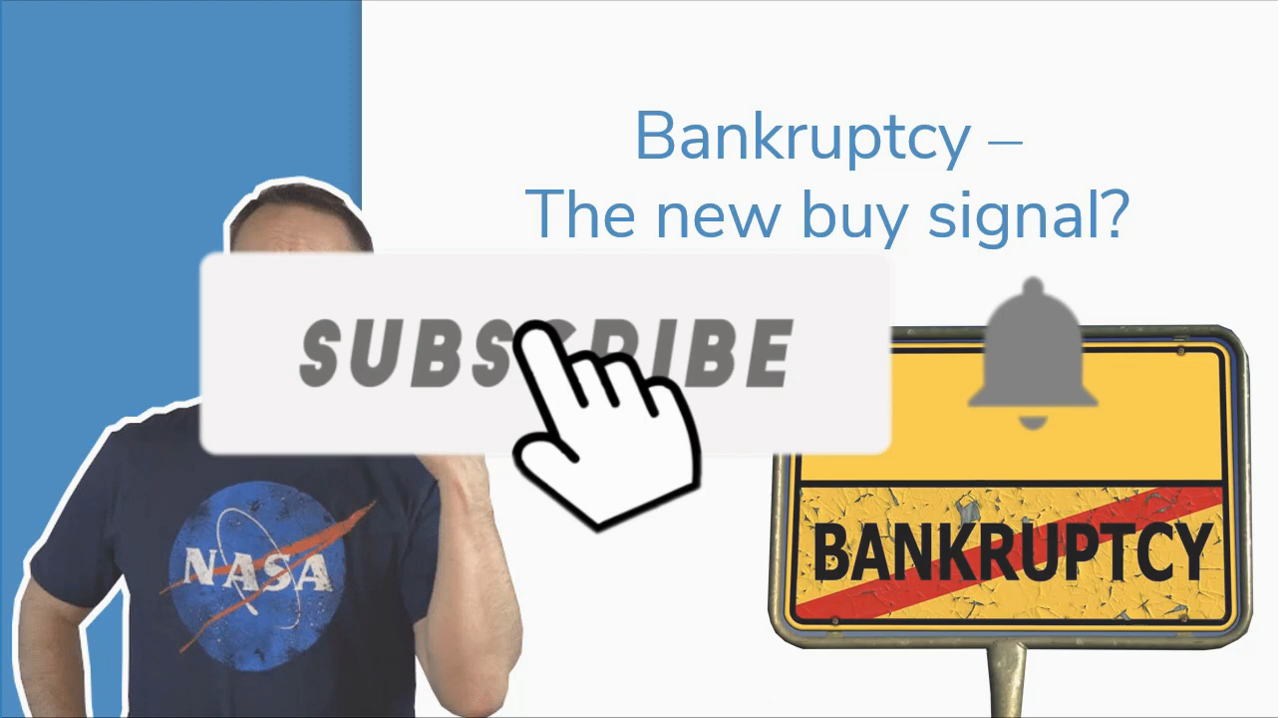 Bankruptcy –
The new buy signal?
SUBSCRIBE
BANKRUPTCY
NASA